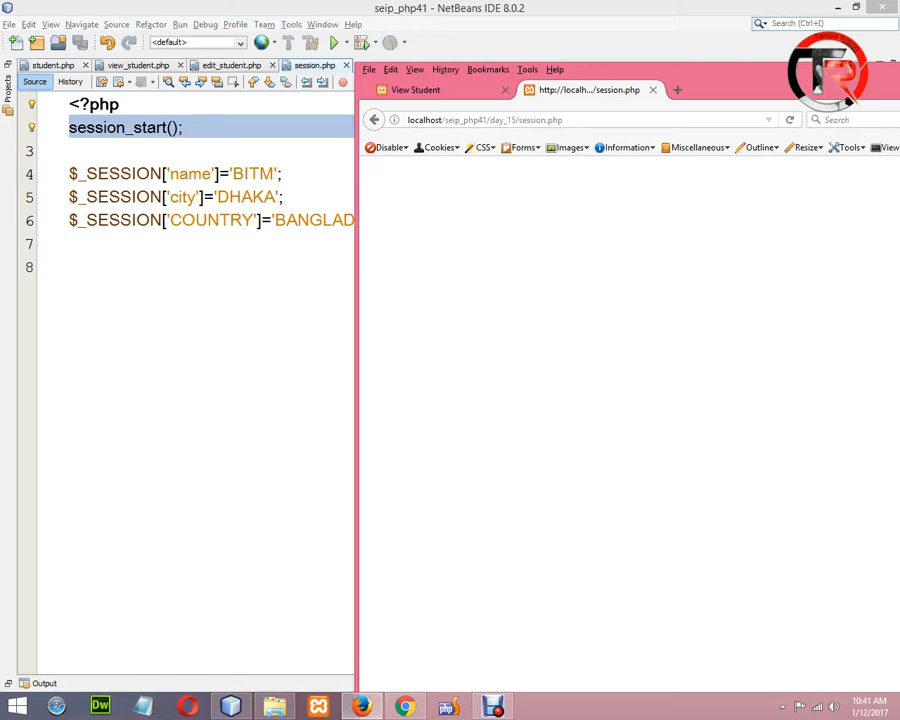 seip_php41 - NetBeans IDE 8.0.2
File Edit View Navigate Source Refactor Run Debug Profile Team Tools Window Help
<default> Search (Ctrl+I)
student.php view_student.php edit_student.php session.php
Source History
Projects
<?php
session_start();
3
4 $_SESSION['name']='BITM';
5 $_SESSION['city']='DHAKA';
6 $_SESSION['COUNTRY']='BANGLAD
7
8
File Edit View History Bookmarks Tools Help
View Student http://localh.../session.php
localhost/seip_php41/day_15/session.php Search
Disable Cookies CSS Forms Images Information Miscellaneous Outline Resize Tools View
TR
Output
Dw php
10:41 AM
1/12/2017